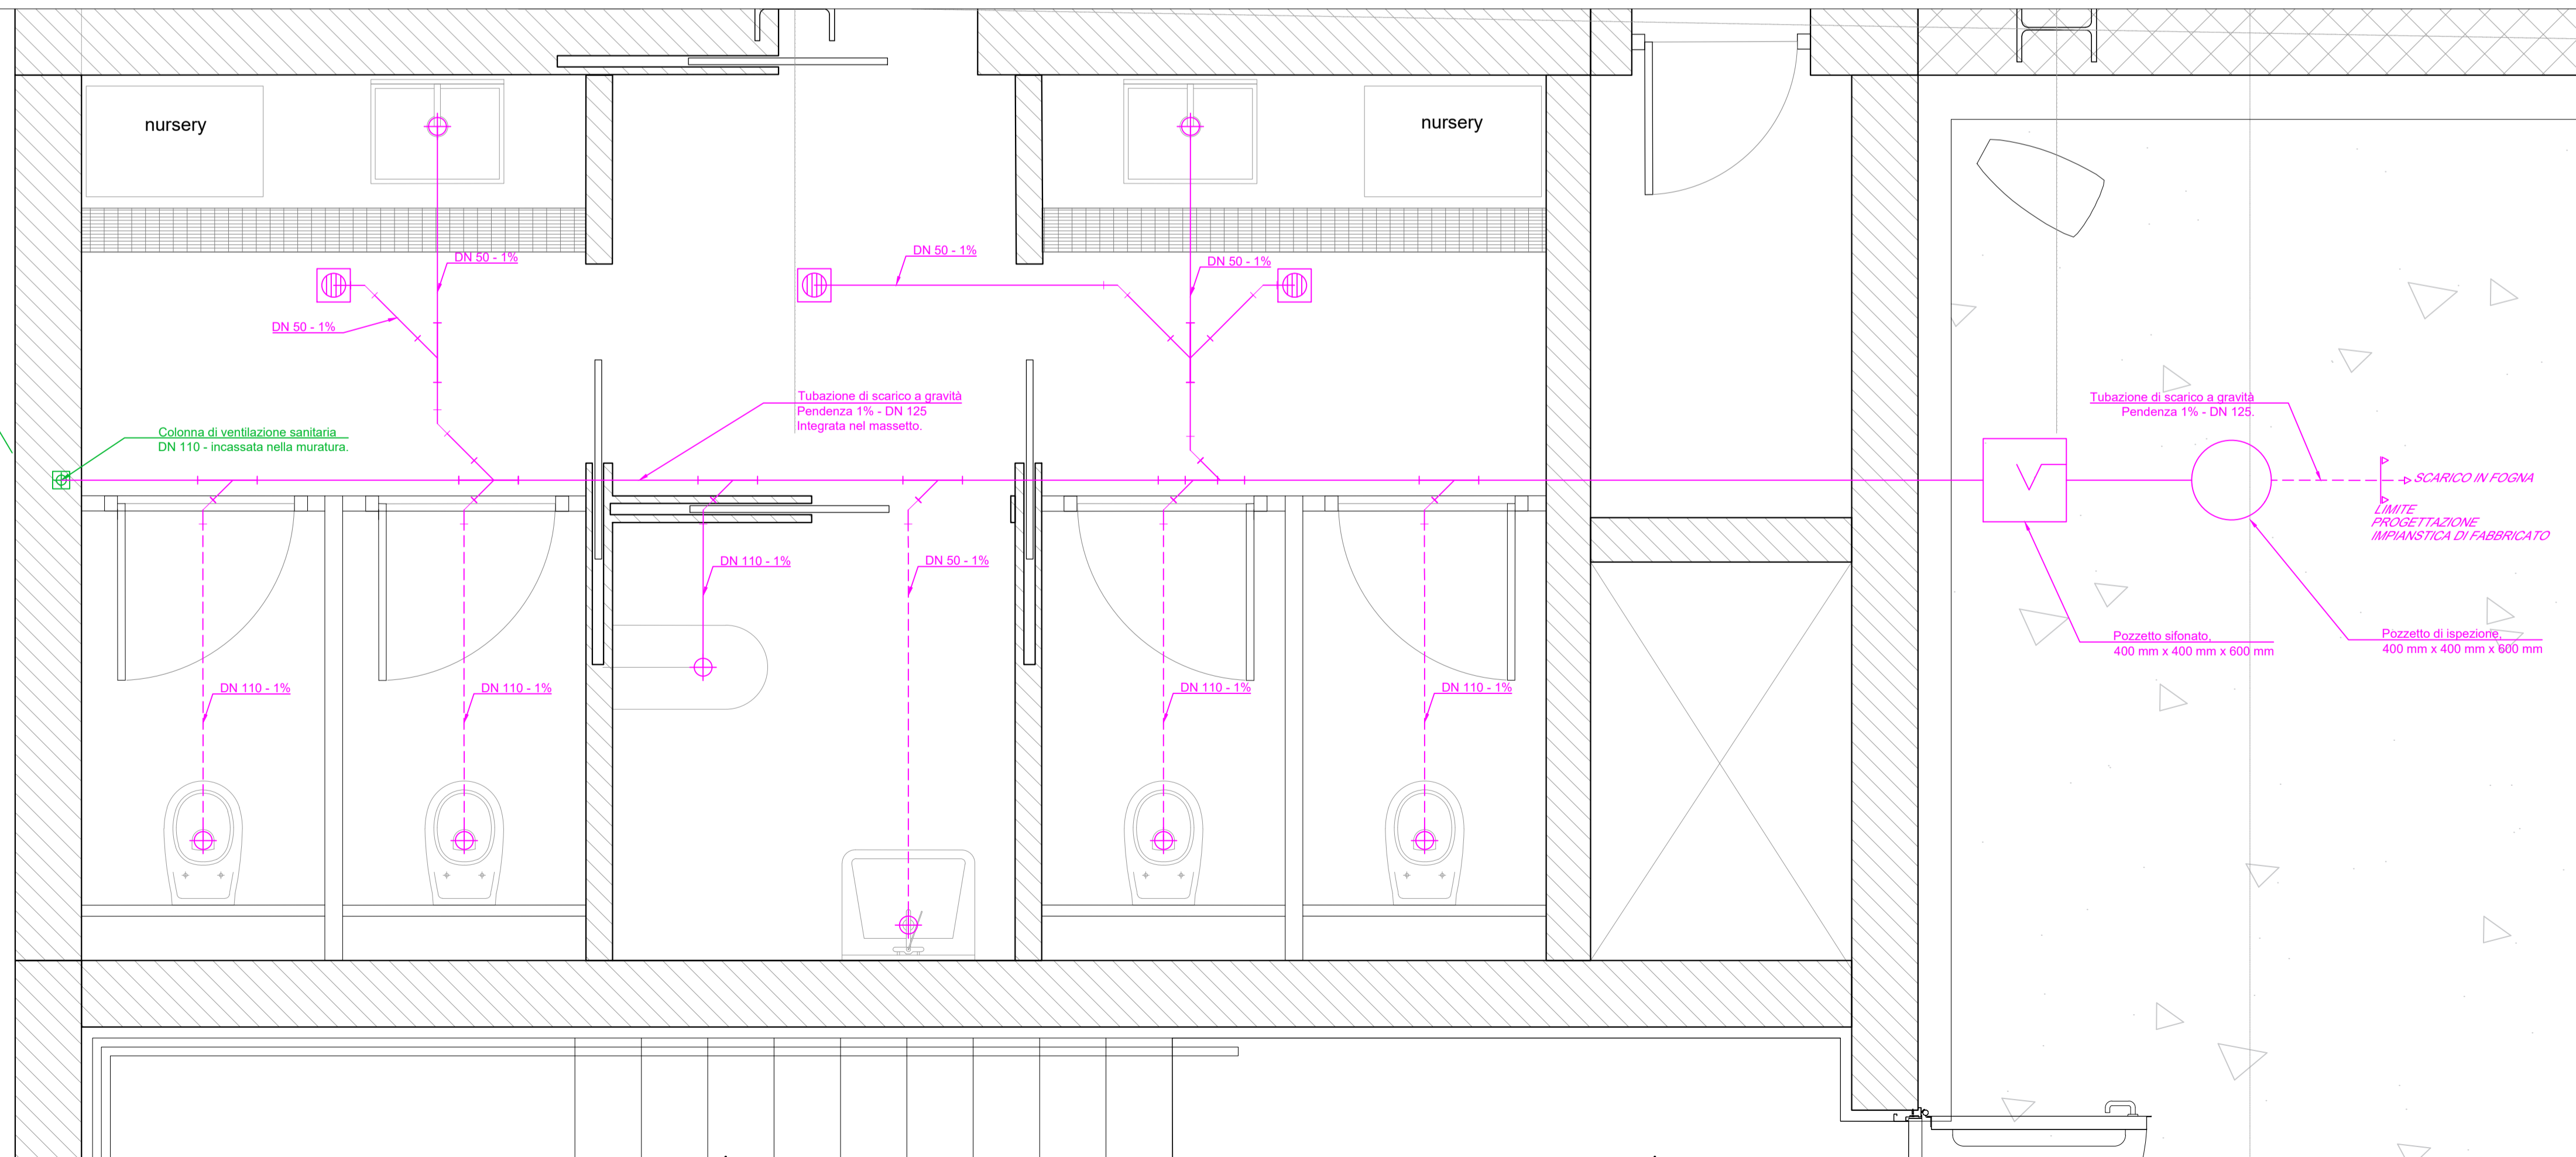 nursery
nursery
DN 50 - 1%
DN 50 - 1%
DN 50 - 1%
DN 50 - 1%
Tubazione di scarico a gravità
Pendenza 1% - DN 125
Integrata nel massetto.
Tubazione di scarico a gravità
Pendenza 1% - DN 125.
Colonna di ventilazione sanitaria
DN 110 - incassata nella muratura.
SCARICO IN FOGNA
LIMITE
PROGETTAZIONE
IMPIANSTICA DI FABBRICATO
DN 110 - 1%
DN 50 - 1%
Pozzetto sifonato,
400 mm x 400 mm x 600 mm
Pozzetto di ispezione,
400 mm x 400 mm x 600 mm
DN 110 - 1%
DN 110 - 1%
DN 110 - 1%
DN 110 - 1%